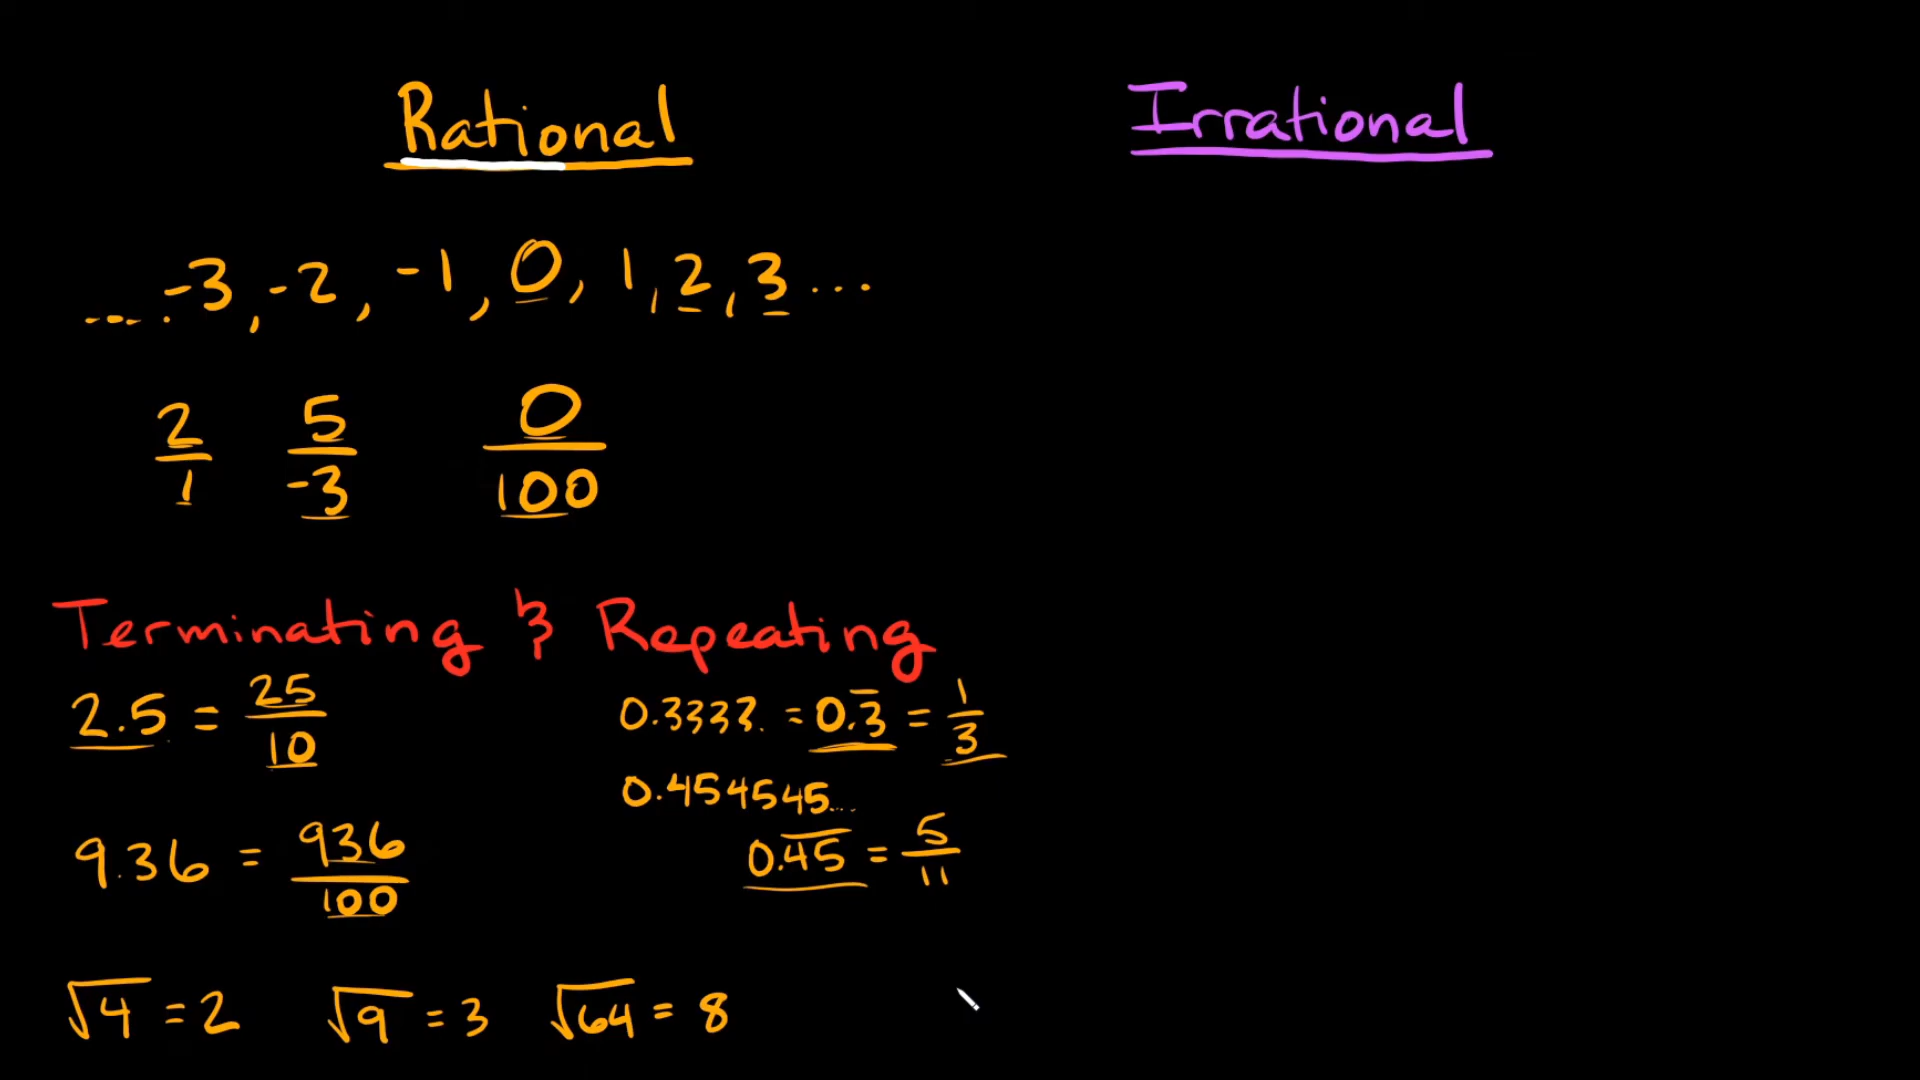 Rational
Irrational
... -3, -2, -1, 0, 1, 2, 3 ...
2/1 5/-3 0/100
Terminating & Repeating
2.5 = 25/10
0.3333. = 0.3̅ = 1/3
0.454545...
9.36 = 936/100
0.4̅5̅ = 5/11
√4 = 2 √9 = 3 √64 = 8